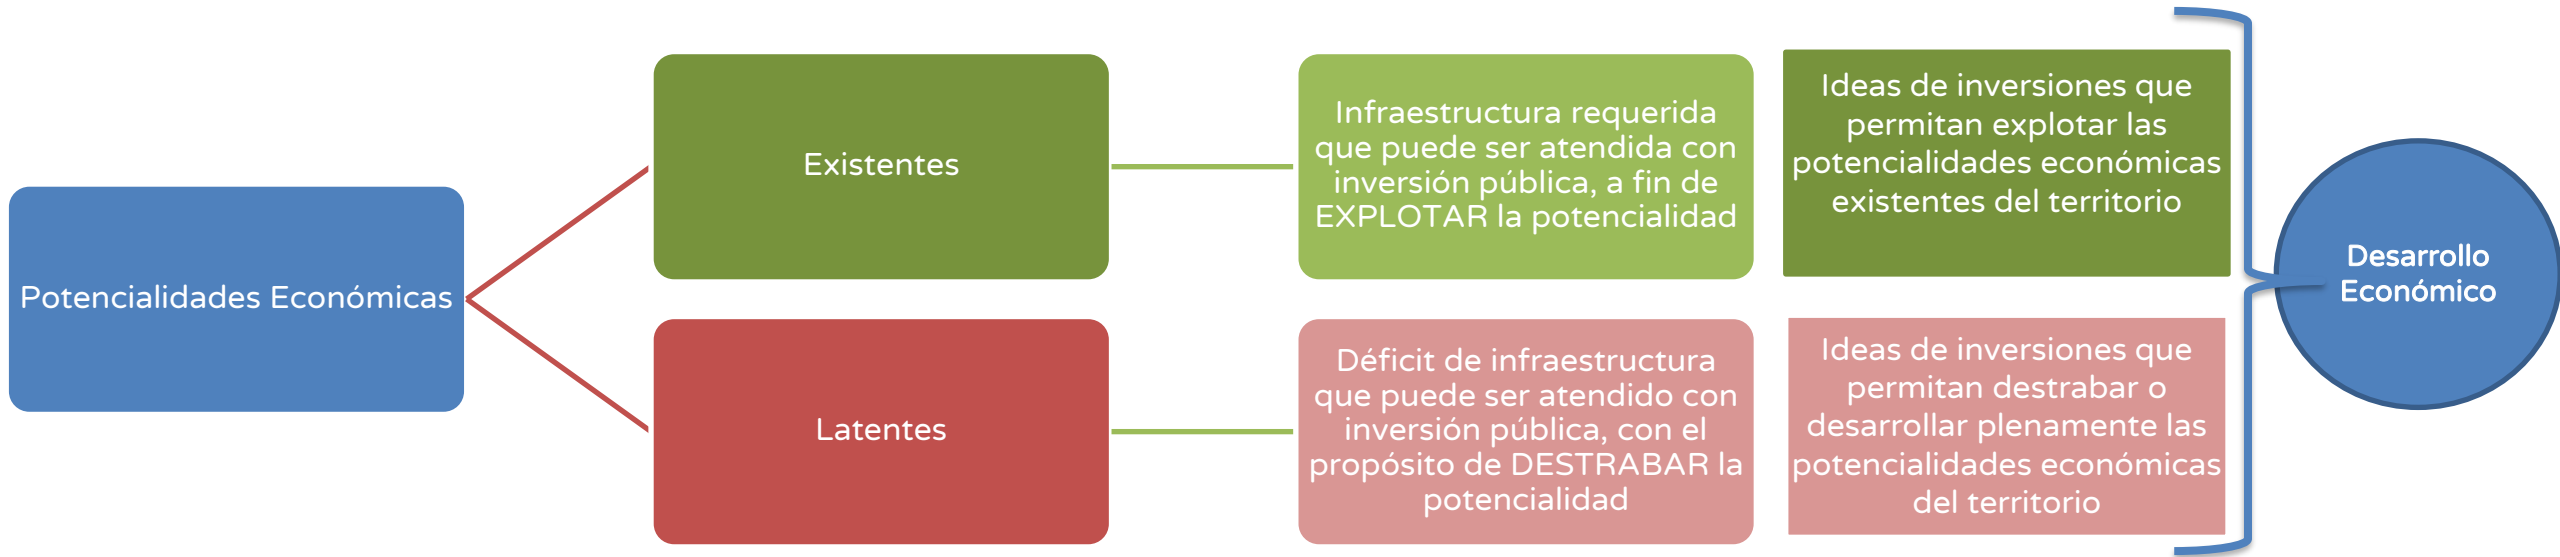 Potencialidades Económicas
Existentes
Infraestructura requerida
que puede ser atendida con
inversión pública, a fin de
EXPLOTAR la potencialidad
Ideas de inversiones que
permitan explotar las
potencialidades económicas
existentes del territorio
Latentes
Déficit de infraestructura
que puede ser atendido con
inversión pública, con el
propósito de DESTRABAR la
potencialidad
Ideas de inversiones que
permitan destrabar o
desarrollar plenamente las
potencialidades económicas
del territorio
Desarrollo
Económico